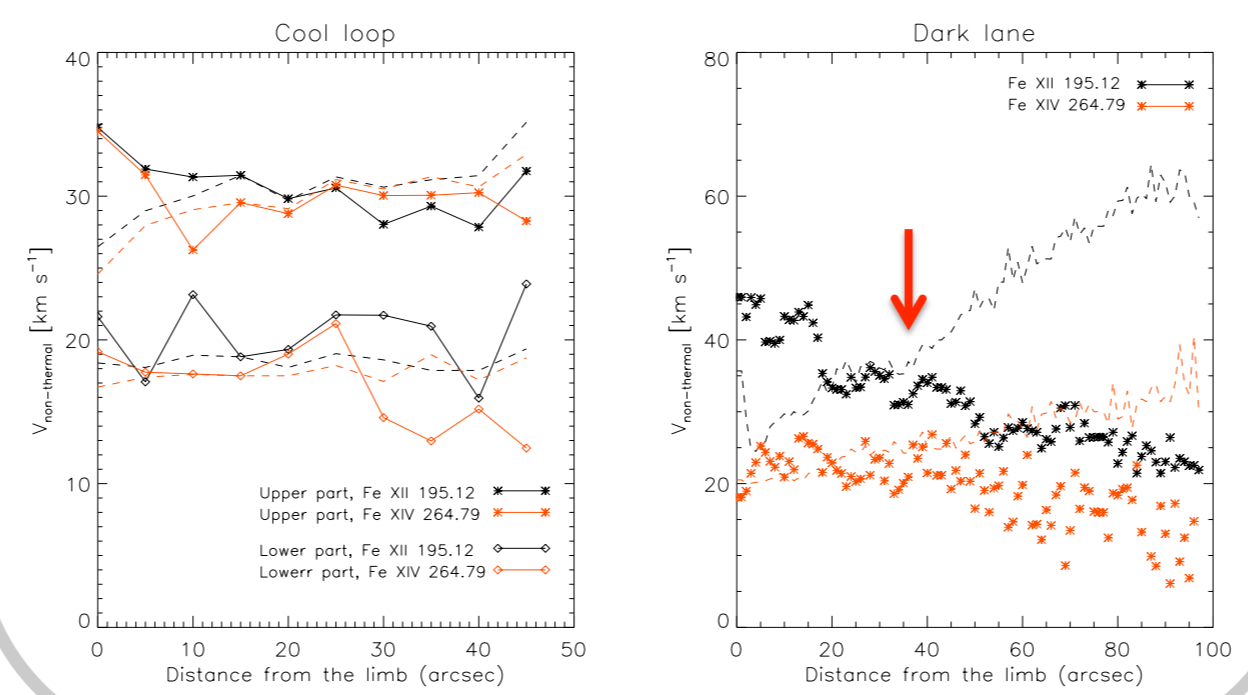 Cool loop
40
30
20
10
0
V non-thermal [km s⁻¹]
Upper part, Fe XII 195.12
Upper part, Fe XIV 264.79
Lower part, Fe XII 195.12
Lowerr part, Fe XIV 264.79
0 10 20 30 40 50
Distance from the limb (arcsec)
Dark lane
80
60
40
20
0
V non-thermal [km s⁻¹]
Fe XII 195.12
Fe XIV 264.79
0 20 40 60 80 100
Distance from the limb (arcsec)